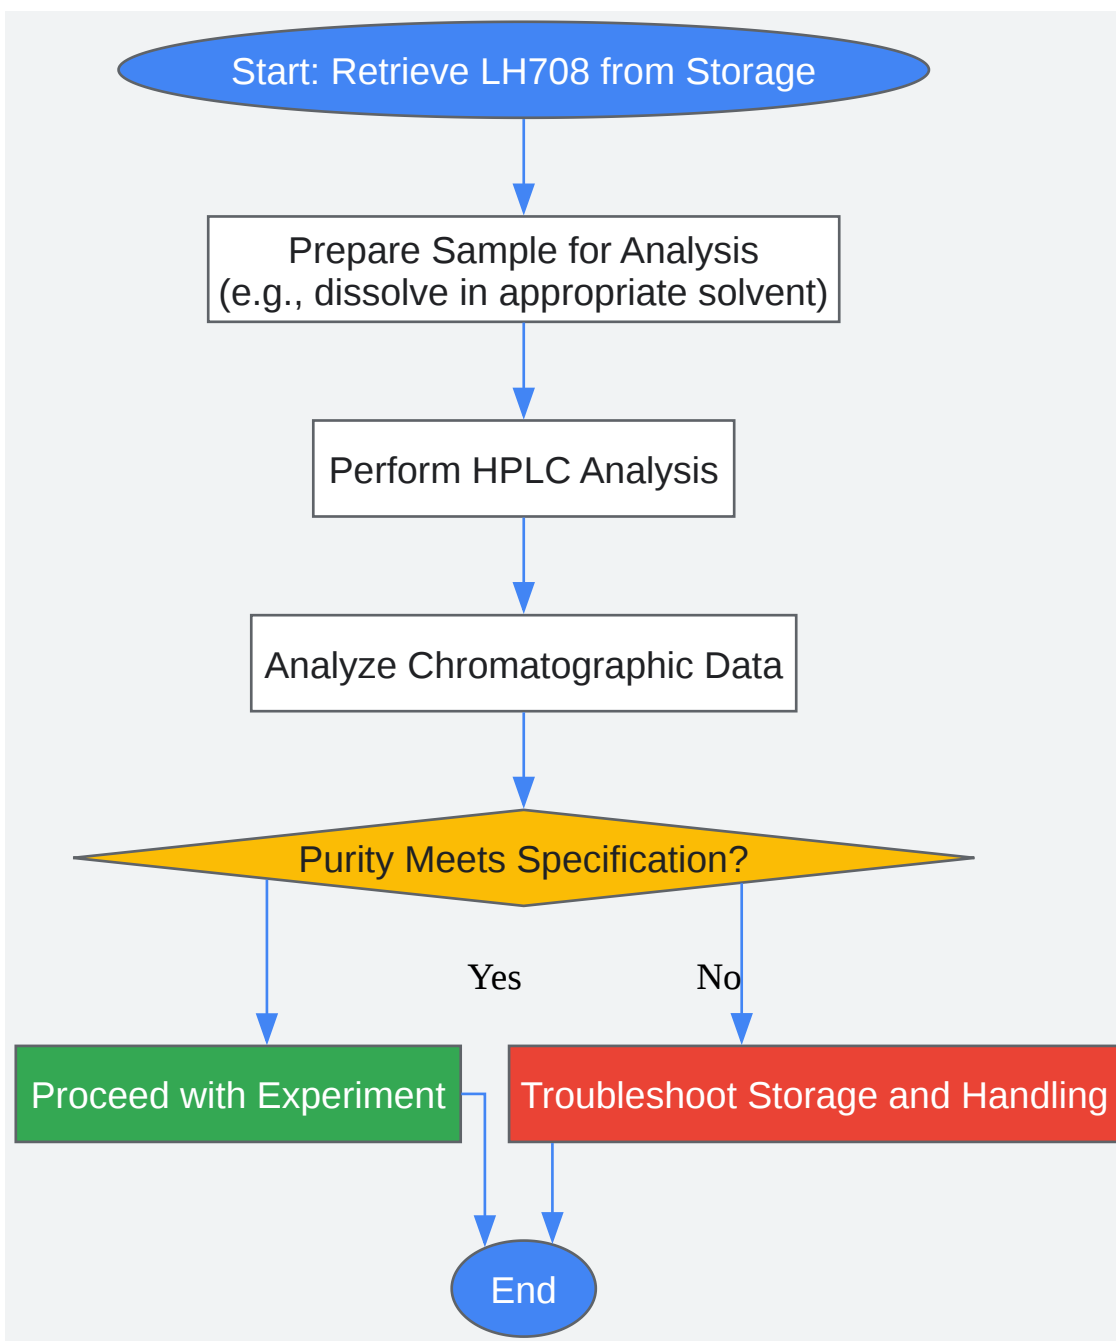 Start: Retrieve LH708 from Storage
Prepare Sample for Analysis
(e.g., dissolve in appropriate solvent)
Perform HPLC Analysis
Analyze Chromatographic Data
Purity Meets Specification?
Yes
No
Proceed with Experiment
Troubleshoot Storage and Handling
End